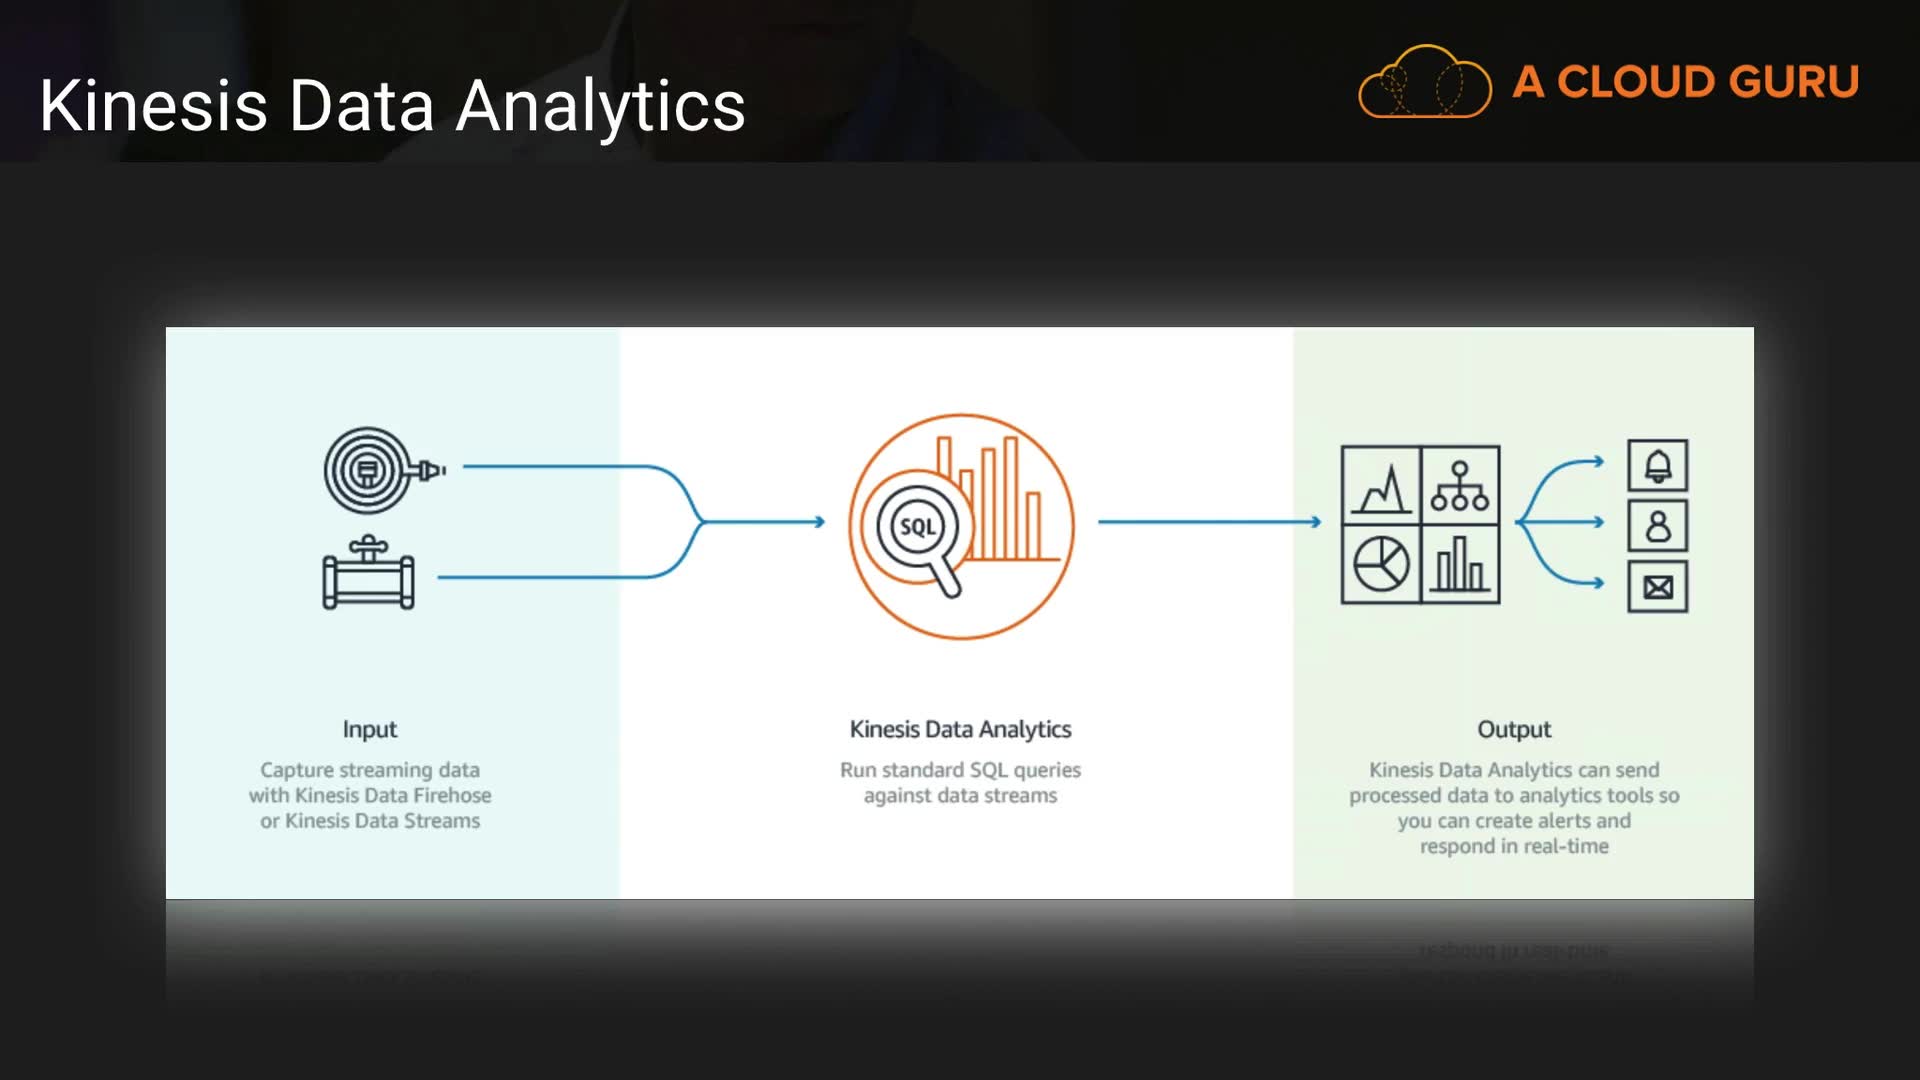 Kinesis Data Analytics
A CLOUD GURU
SQL
Input
Capture streaming data
with Kinesis Data Firehose
or Kinesis Data Streams
Kinesis Data Analytics
Run standard SQL queries
against data streams
Output
Kinesis Data Analytics can send
processed data to analytics tools so
you can create alerts and
respond in real-time